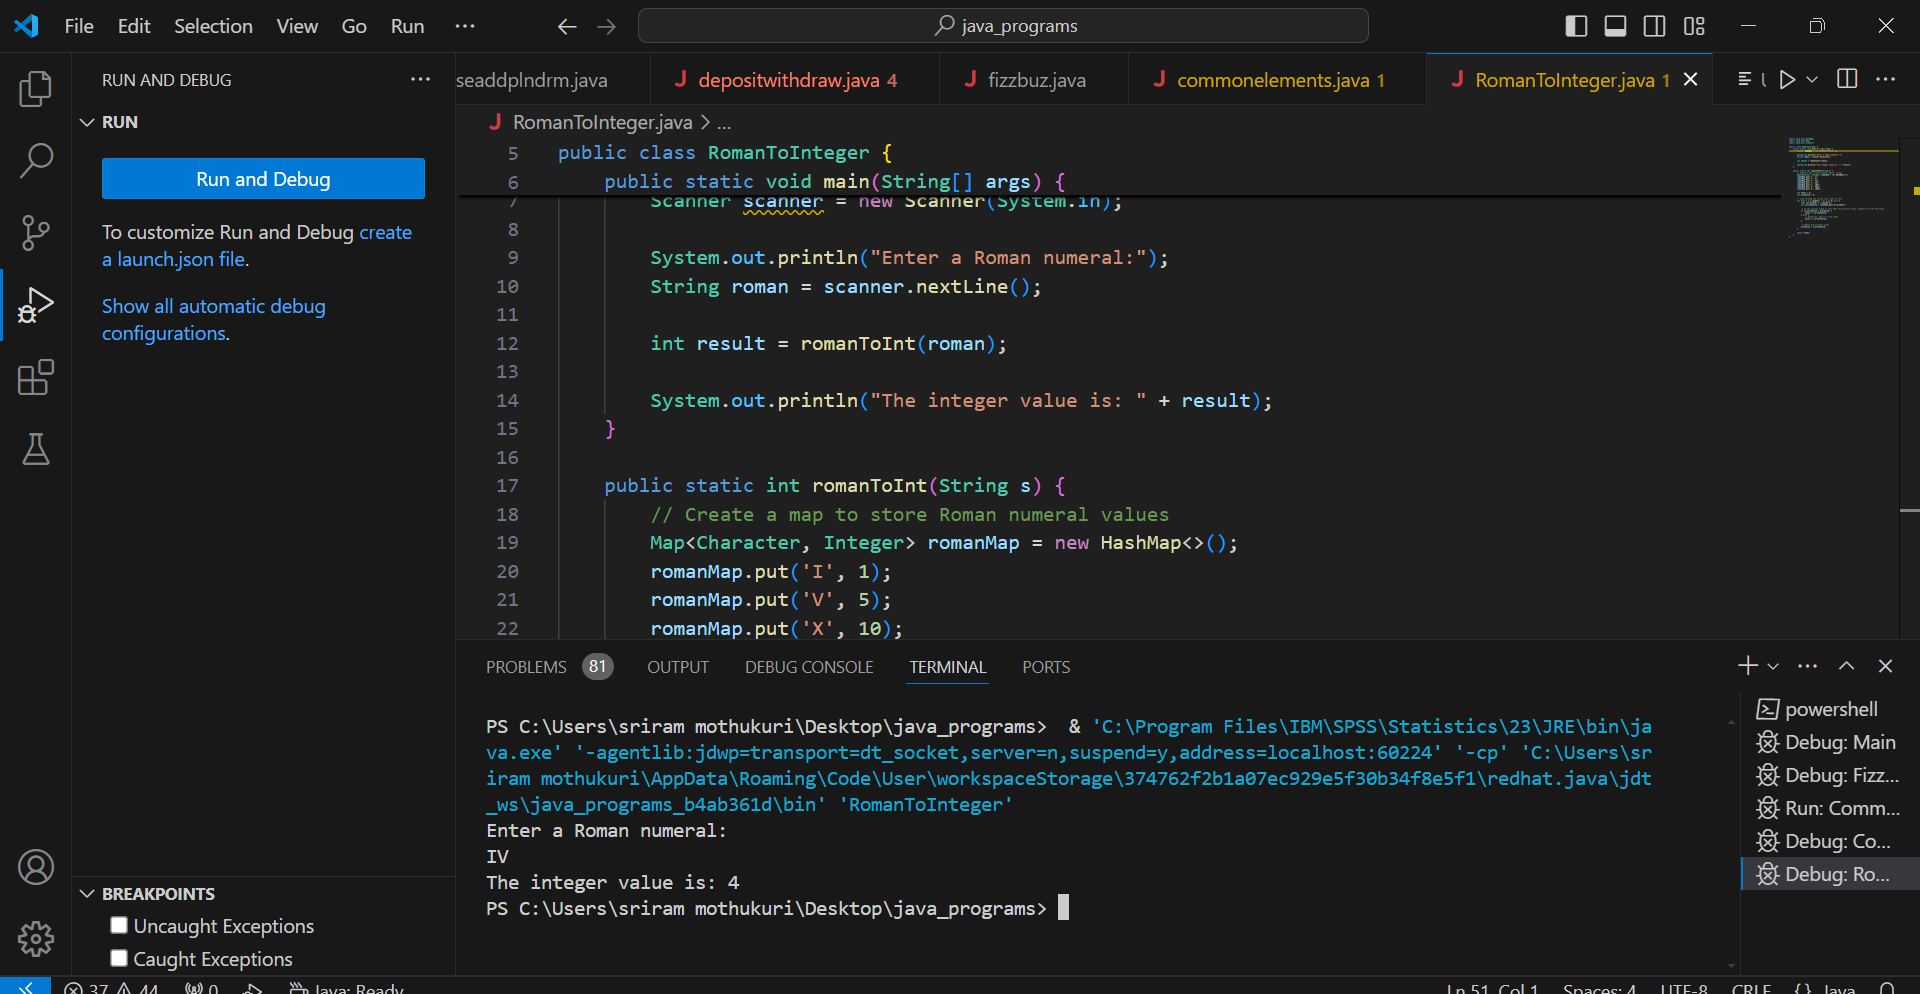 File Edit Selection View Go Run ···
java_programs
RUN AND DEBUG ···
RUN
Run and Debug
To customize Run and Debug create
a launch.json file.
Show all automatic debug
configurations.
BREAKPOINTS
Uncaught Exceptions
Caught Exceptions
seaddplndrm.java
J depositwithdraw.java 4
J fizzbuz.java
J commonelements.java 1
J RomanToInteger.java 1
J RomanToInteger.java > ...
5 public class RomanToInteger {
6 public static void main(String[] args) {
7 Scanner scanner = new Scanner(System.in);
8
9 System.out.println("Enter a Roman numeral:");
10 String roman = scanner.nextLine();
11
12 int result = romanToInt(roman);
13
14 System.out.println("The integer value is: " + result);
15 }
16
17 public static int romanToInt(String s) {
18 // Create a map to store Roman numeral values
19 Map<Character, Integer> romanMap = new HashMap<>();
20 romanMap.put('I', 1);
21 romanMap.put('V', 5);
22 romanMap.put('X', 10);
PROBLEMS 81 OUTPUT DEBUG CONSOLE TERMINAL PORTS
PS C:\Users\sriram mothukuri\Desktop\java_programs>  & 'C:\Program Files\IBM\SPSS\Statistics\23\JRE\bin\ja
va.exe' '-agentlib:jdwp=transport=dt_socket,server=n,suspend=y,address=localhost:60224' '-cp' 'C:\Users\sr
iram mothukuri\AppData\Roaming\Code\User\workspaceStorage\374762f2b1a07ec929e5f30b34f8e5f1\redhat.java\jdt
_ws\java_programs_b4ab361d\bin' 'RomanToInteger'
Enter a Roman numeral:
IV
The integer value is: 4
PS C:\Users\sriram mothukuri\Desktop\java_programs>
powershell
Debug: Main
Debug: Fizz...
Run: Comm...
Debug: Co...
Debug: Ro...
37 44 0 Java: Ready
Ln 51, Col 1 Spaces: 4 UTF-8 CRLF {} Java